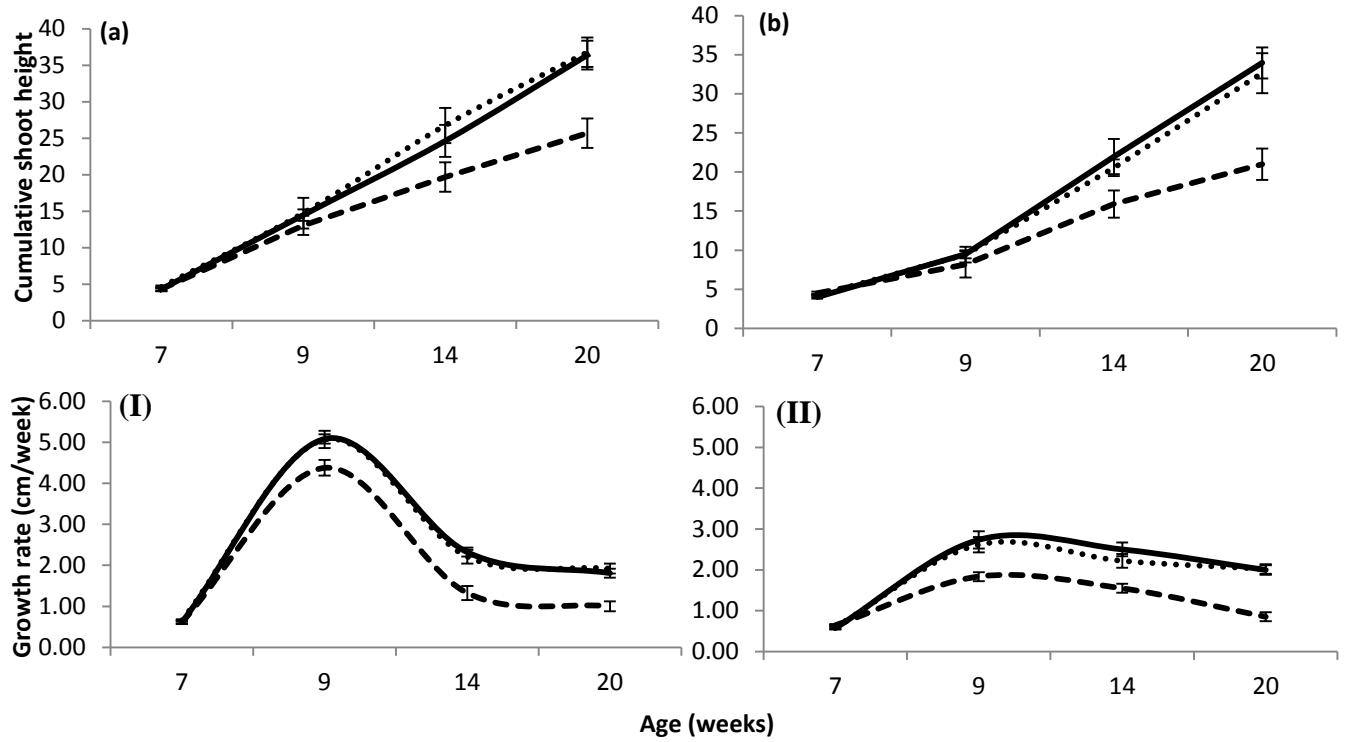 (a)
Cumulative shoot height
40
35
30
25
20
15
10
5
0
7 9 14 20
(b)
40
35
30
25
20
15
10
5
0
7 9 14 20
(I)
Growth rate (cm/week)
6.00
5.00
4.00
3.00
2.00
1.00
0.00
7 9 14 20
(II)
6.00
5.00
4.00
3.00
2.00
1.00
0.00
7 9 14 20
Age (weeks)